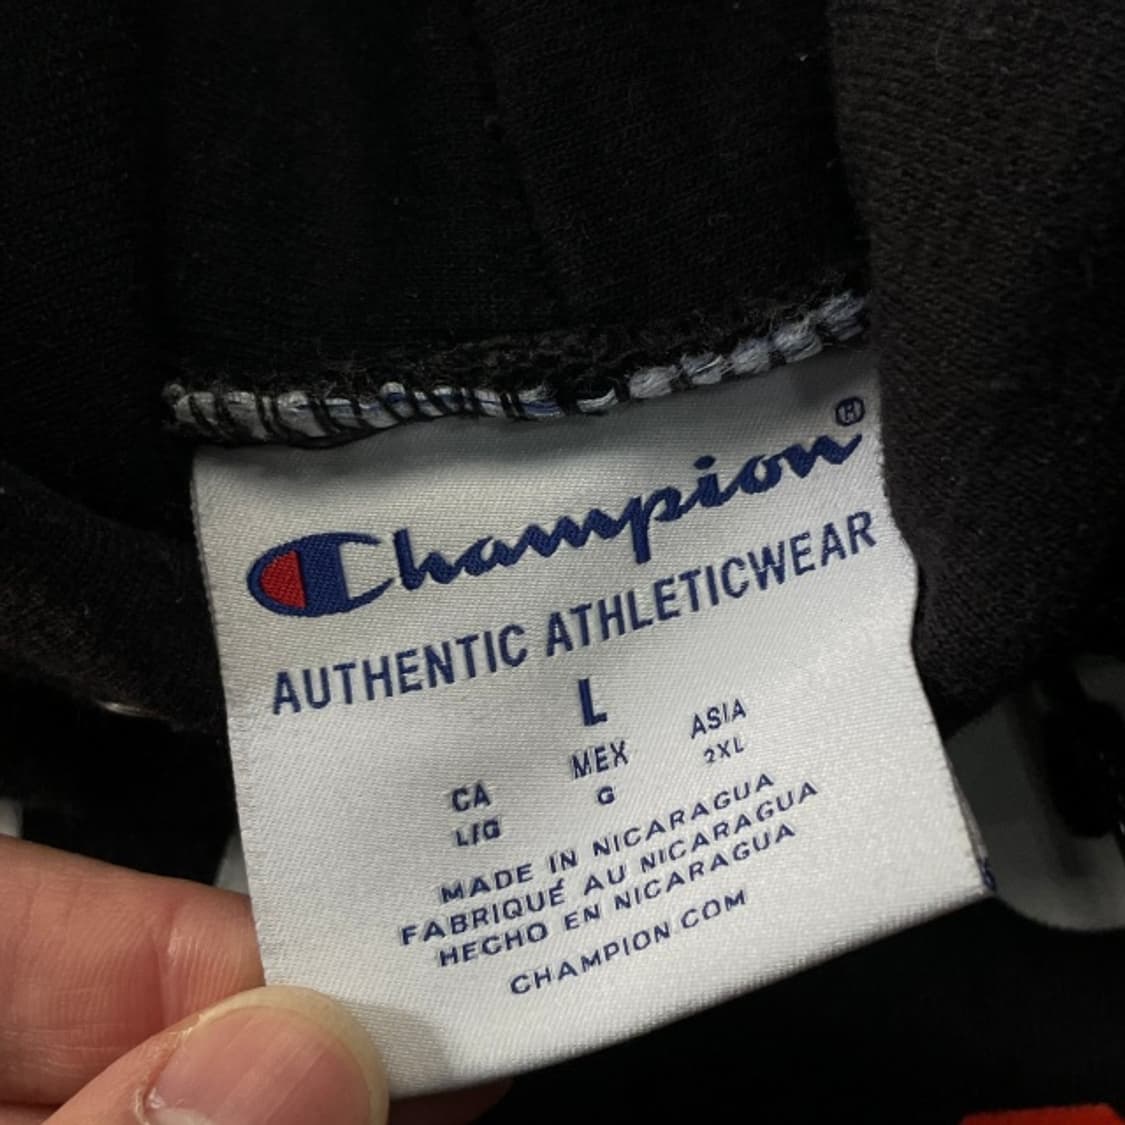 Champion®
AUTHENTIC ATHLETICWEAR
L
CA MEX ASIA
L/G G 2XL
MADE IN NICARAGUA
FABRIQUÉ AU NICARAGUA
HECHO EN NICARAGUA
CHAMPION COM